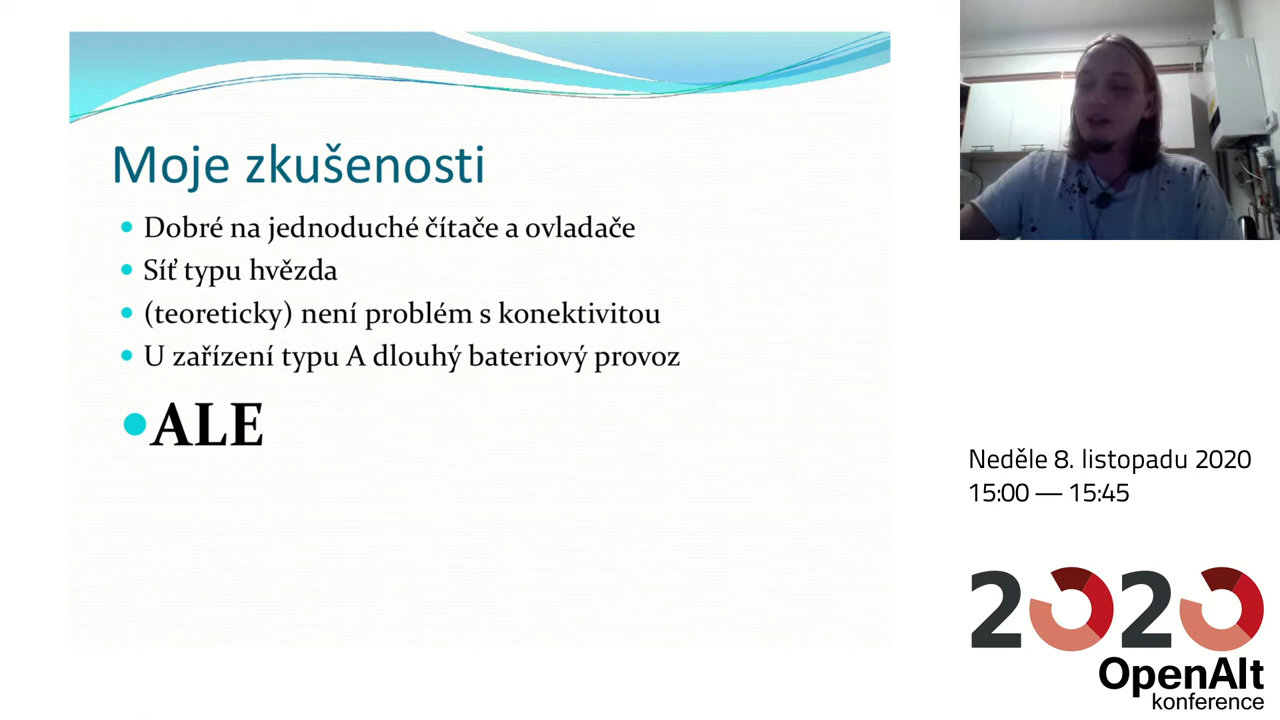 Moje zkušenosti
Dobré na jednoduché čítače a ovladače
Síť typu hvězda
(teoreticky) není problém s konektivitou
U zařízení typu A dlouhý bateriový provoz
ALE
Neděle 8. listopadu 2020
15:00 — 15:45
2020
OpenAlt
konference